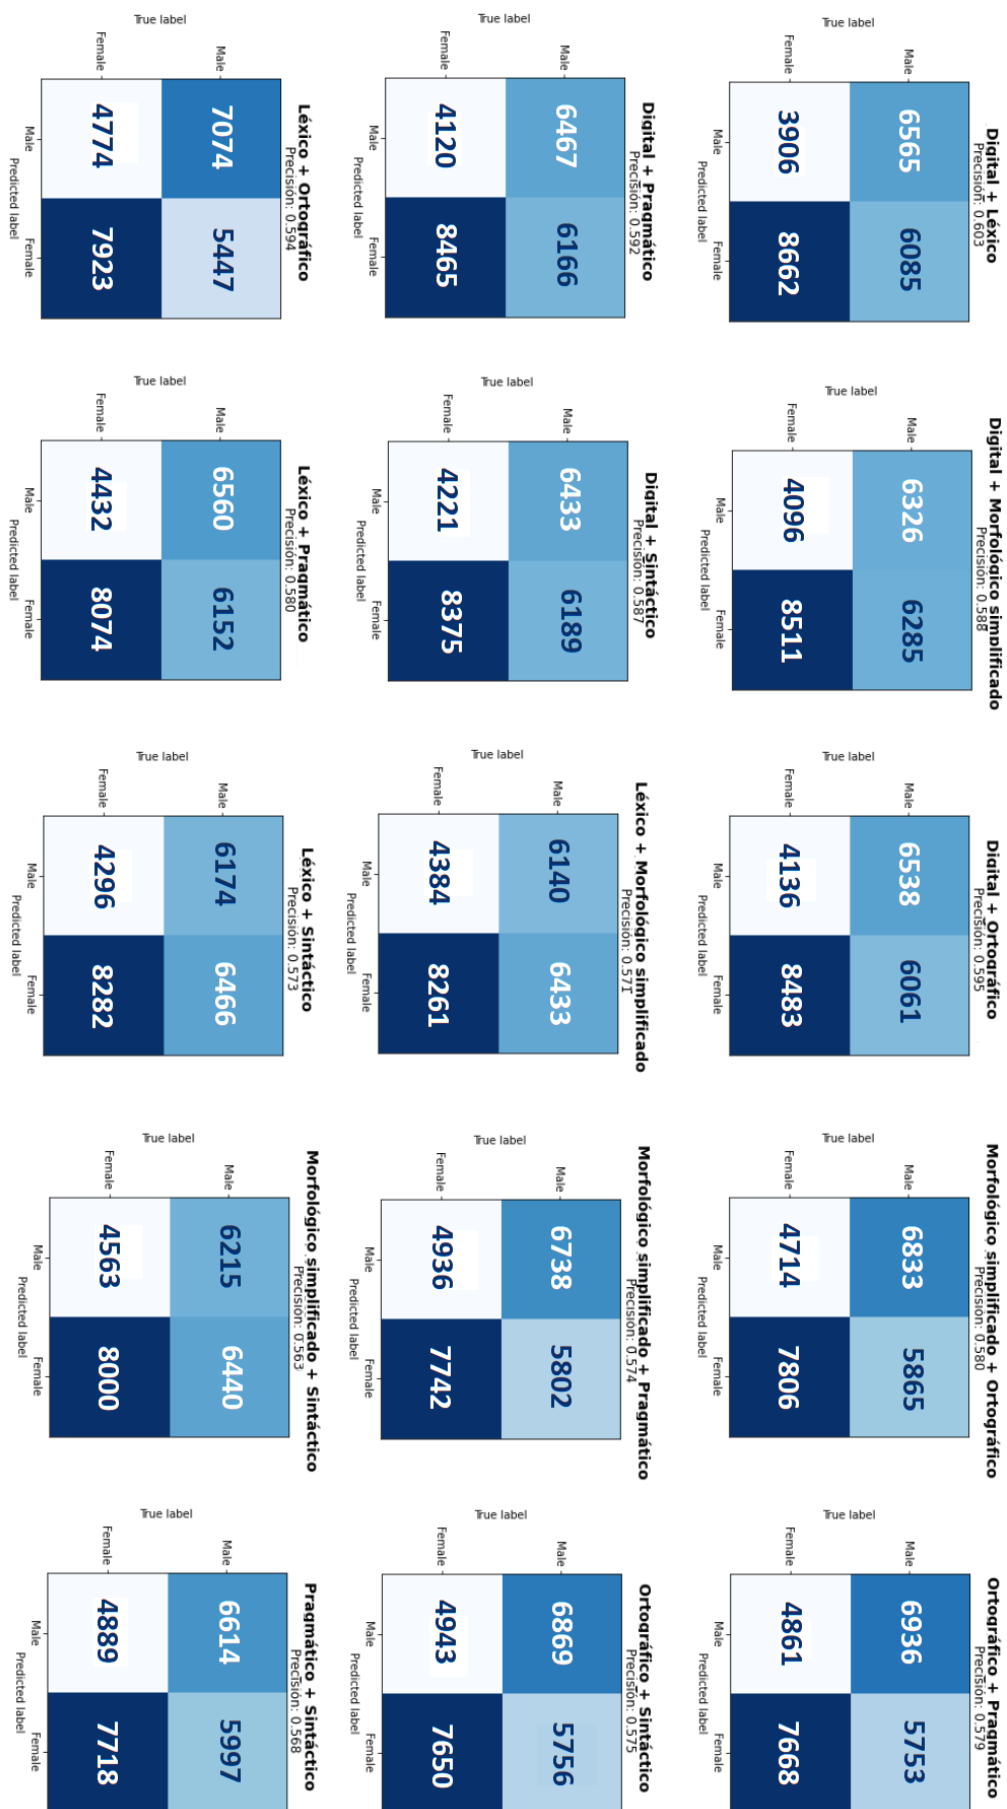 Digital + Léxico
Precisión: 0.603
True label
Male 6565 6085
Female 3906 8662
Male Female
Predicted label
Digital + Morfológico simplificado
Precisión: 0.588
True label
Male 6326 6285
Female 4096 8511
Male Female
Predicted label
Digital + Ortográfico
Precisión: 0.595
True label
Male 6538 6061
Female 4136 8483
Male Female
Predicted label
Morfológico simplificado + Ortográfico
Precisión: 0.580
True label
Male 6833 5865
Female 4714 7806
Male Female
Predicted label
Ortográfico + Pragmático
Precisión: 0.579
True label
Male 6936 5753
Female 4861 7668
Male Female
Predicted label
Digital + Pragmático
Precisión: 0.592
True label
Male 6467 6166
Female 4120 8465
Male Female
Predicted label
Digital + Sintáctico
Precisión: 0.587
True label
Male 6433 6189
Female 4221 8375
Male Female
Predicted label
Léxico + Morfológico simplificado
Precisión: 0.571
True label
Male 6140 6433
Female 4384 8261
Male Female
Predicted label
Morfológico simplificado + Pragmático
Precisión: 0.574
True label
Male 6738 5802
Female 4936 7742
Male Female
Predicted label
Ortográfico + Sintáctico
Precisión: 0.575
True label
Male 6869 5756
Female 4943 7650
Male Female
Predicted label
Léxico + Ortográfico
Precisión: 0.594
True label
Male 7074 5447
Female 4774 7923
Male Female
Predicted label
Léxico + Pragmático
Precisión: 0.580
True label
Male 6560 6152
Female 4432 8074
Male Female
Predicted label
Léxico + Sintáctico
Precisión: 0.573
True label
Male 6174 6466
Female 4296 8282
Male Female
Predicted label
Morfológico simplificado + Sintáctico
Precisión: 0.563
True label
Male 6215 6440
Female 4563 8000
Male Female
Predicted label
Pragmático + Sintáctico
Precisión: 0.568
True label
Male 6614 5997
Female 4889 7718
Male Female
Predicted label